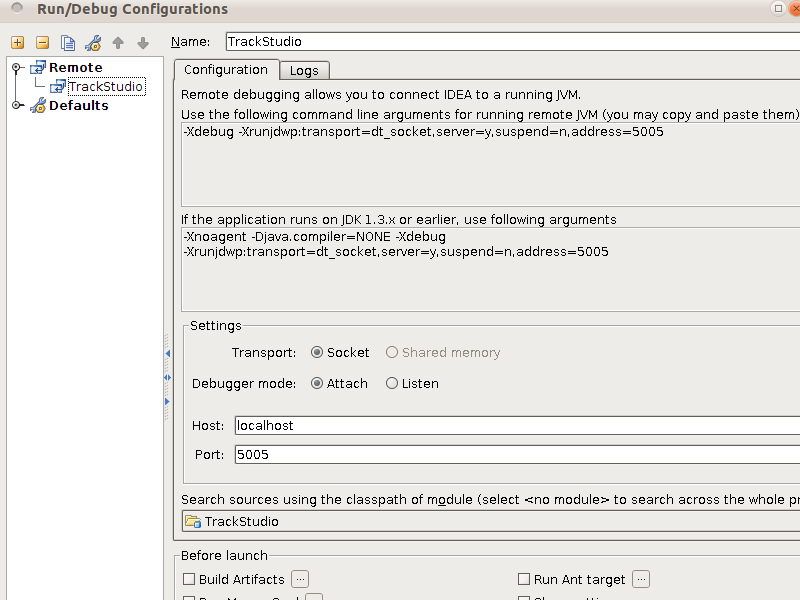 Run/Debug Configurations
Name: TrackStudio
Remote
TrackStudio
Defaults
Configuration Logs
Remote debugging allows you to connect IDEA to a running JVM.
Use the following command line arguments for running remote JVM (you may copy and paste them)
-Xdebug -Xrunjdwp:transport=dt_socket,server=y,suspend=n,address=5005
If the application runs on JDK 1.3.x or earlier, use following arguments
-Xnoagent -Djava.compiler=NONE -Xdebug
-Xrunjdwp:transport=dt_socket,server=y,suspend=n,address=5005
Settings
Transport: Socket Shared memory
Debugger mode: Attach Listen
Host: localhost
Port: 5005
Search sources using the classpath of module (select <no module> to search across the whole pr
TrackStudio
Before launch
Build Artifacts ... Run Ant target ...